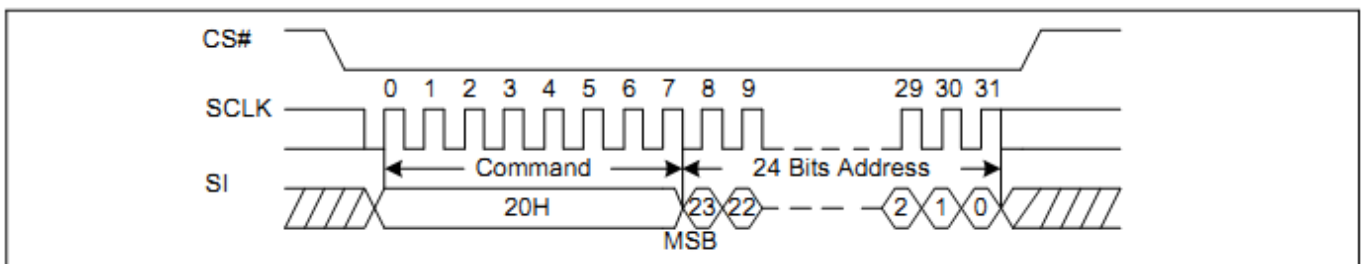 CS#
0 1 2 3 4 5 6 7 8 9 29 30 31
SCLK
Command 24 Bits Address
SI
20H 23 22 2 1 0
MSB